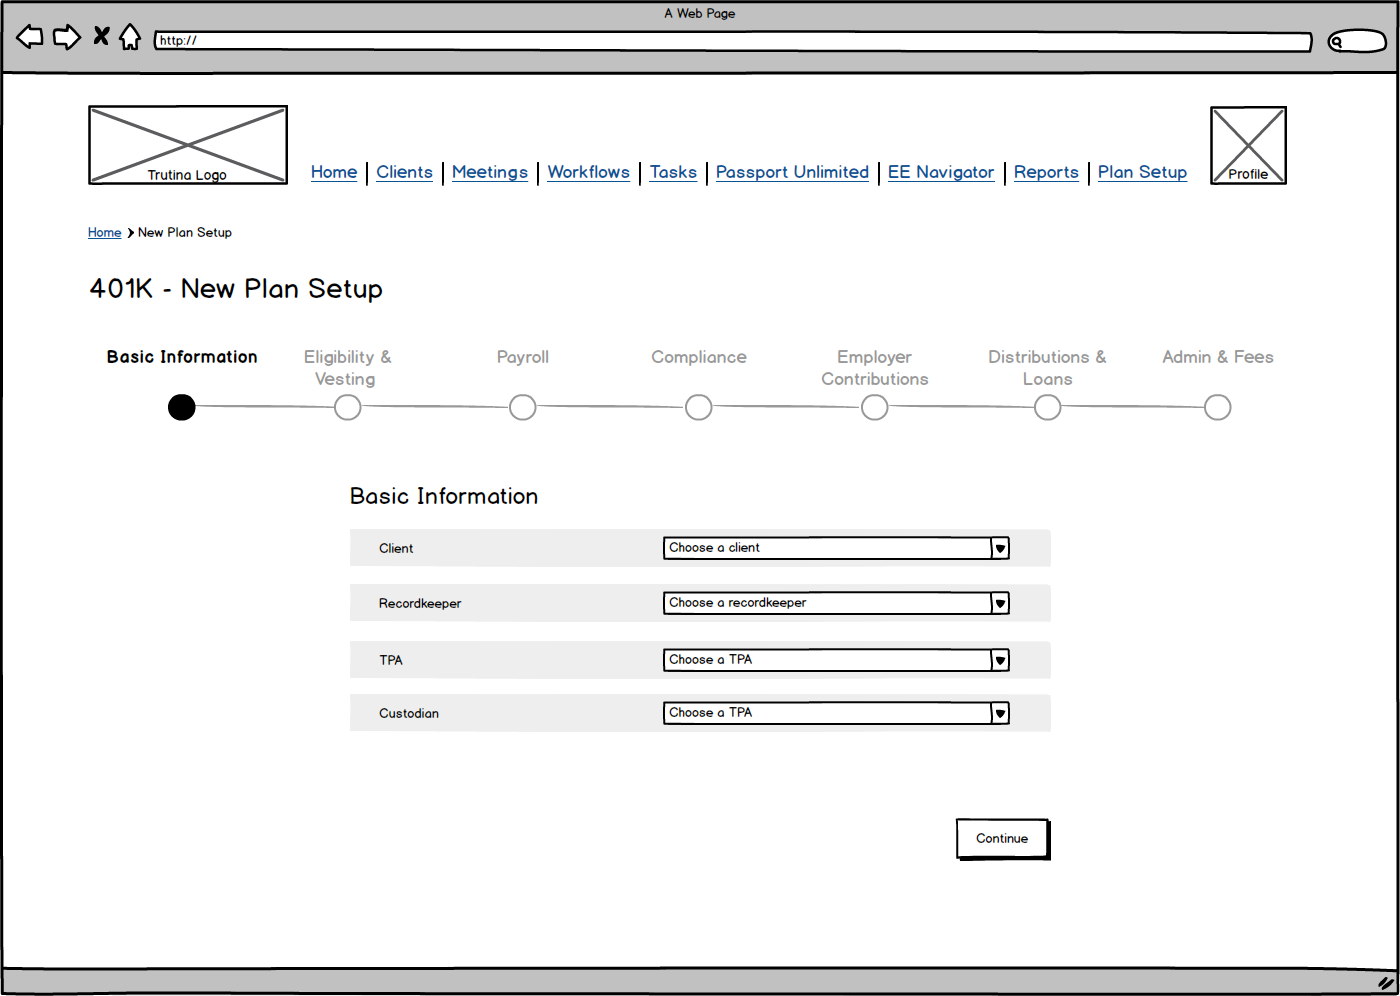 A Web Page
http://
Trutina Logo
Home Clients Meetings Workflows Tasks Passport Unlimited EE Navigator Reports Plan Setup
Profile
Home New Plan Setup
401K - New Plan Setup
Basic Information
Eligibility &
Vesting
Payroll
Compliance
Employer
Contributions
Distributions &
Loans
Admin & Fees
Basic Information
Client Choose a client
Recordkeeper Choose a recordkeeper
TPA Choose a TPA
Custodian Choose a TPA
Continue